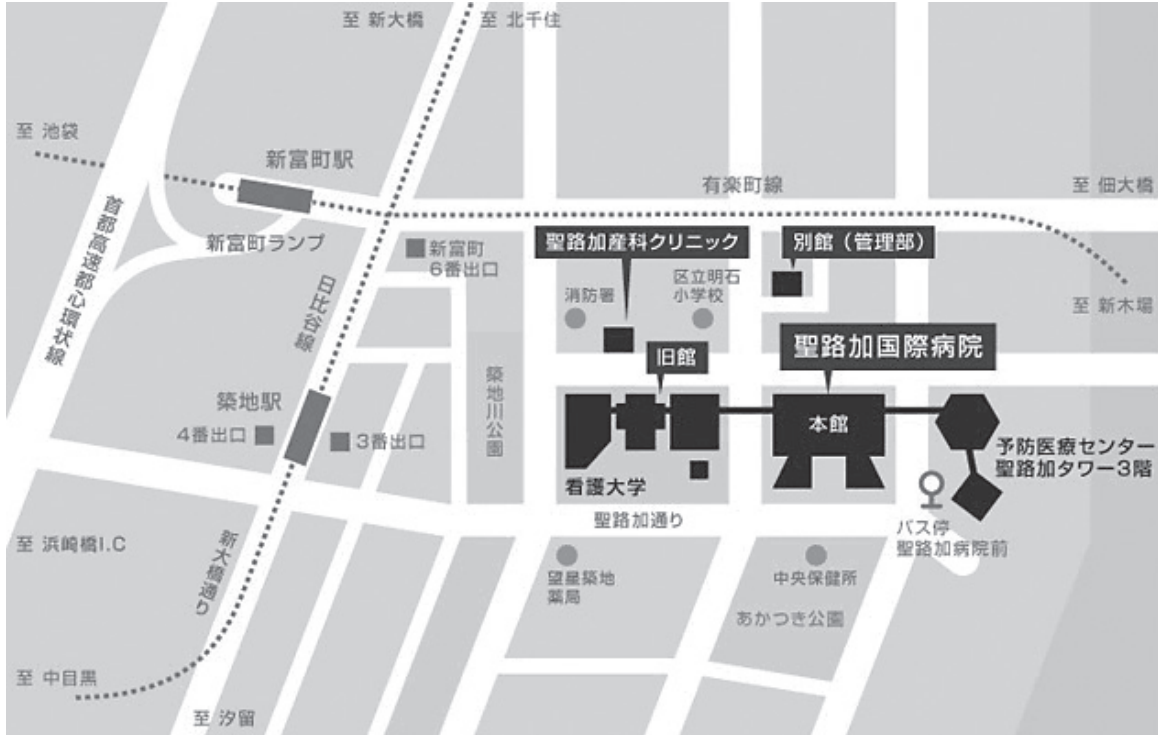 至 新大橋
至 北千住
至 池袋
新富町駅
有楽町線
至 佃大橋
首都高速都心環状線
新富町ランプ
新富町
6番出口
聖路加産科クリニック
別館（管理部）
日比谷線
消防署
区立明石
小学校
至 新木場
旧館
聖路加国際病院
築地川公園
築地駅
4番出口
3番出口
本館
予防医療センター
聖路加タワー3階
看護大学
聖路加通り
バス停
聖路加病院前
至 浜崎橋I.C
新大橋通り
望星築地
薬局
中央保健所
あかつき公園
至 中目黒
至 汐留